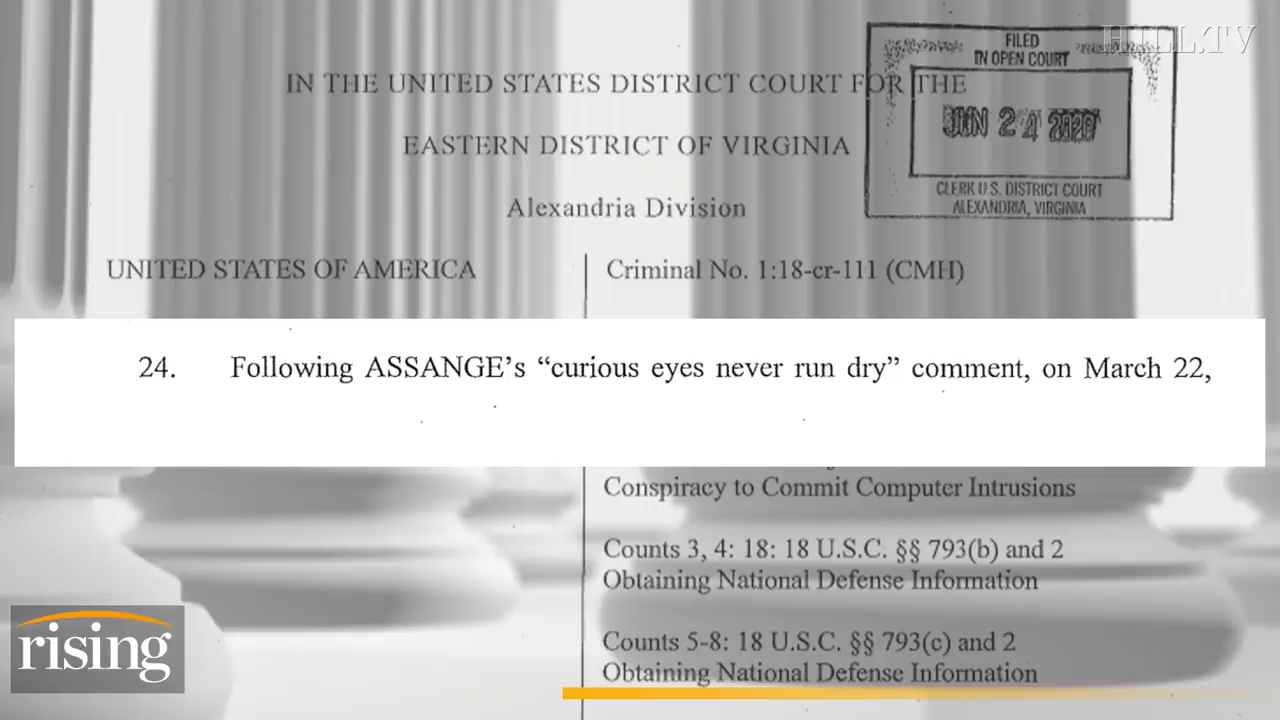 HILL.TV
FILED
IN OPEN COURT
JUN 24 2020
CLERK U.S. DISTRICT COURT
ALEXANDRIA, VIRGINIA
IN THE UNITED STATES DISTRICT COURT FOR THE
EASTERN DISTRICT OF VIRGINIA
Alexandria Division
UNITED STATES OF AMERICA
Criminal No. 1:18-cr-111 (CMH)
24. Following ASSANGE’s “curious eyes never run dry” comment, on March 22,
Conspiracy to Commit Computer Intrusions
Counts 3, 4: 18: 18 U.S.C. §§ 793(b) and 2
Obtaining National Defense Information
Counts 5-8: 18 U.S.C. §§ 793(c) and 2
Obtaining National Defense Information
rising